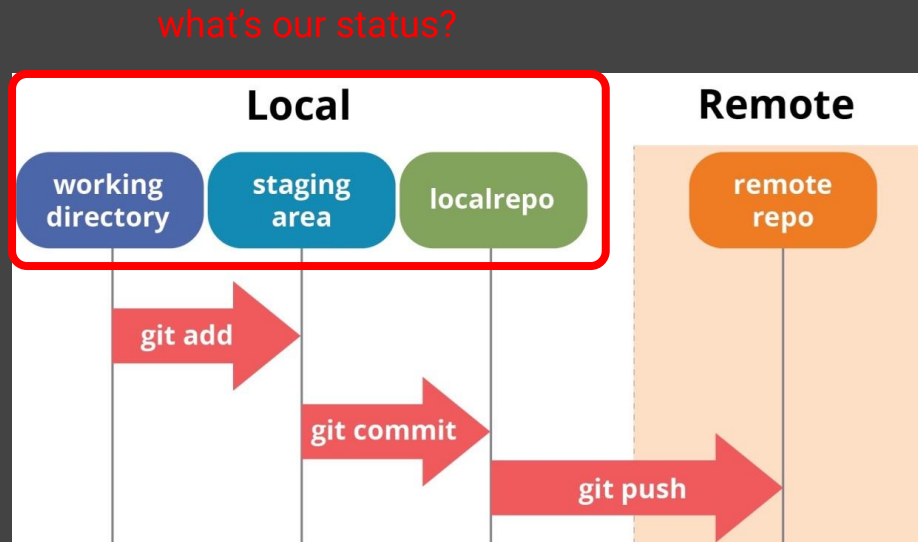 what's our status?
Local
Remote
working
directory
staging
area
localrepo
remote
repo
git add
git commit
git push